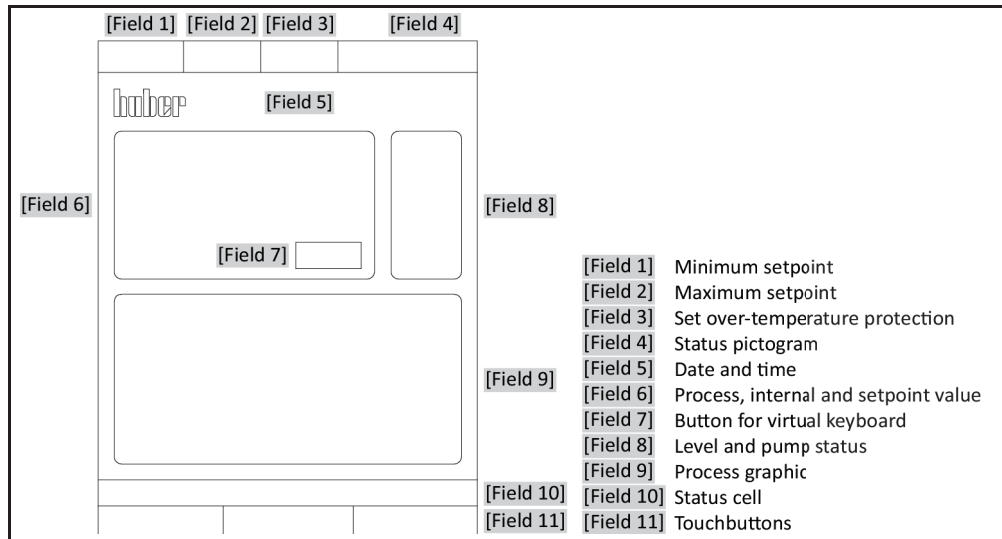 [Field 1] [Field 2] [Field 3] [Field 4]
huber [Field 5]
[Field 6]
[Field 8]
[Field 7]
[Field 9]
[Field 10]
[Field 11]
[Field 1] Minimum setpoint
[Field 2] Maximum setpoint
[Field 3] Set over-temperature protection
[Field 4] Status pictogram
[Field 5] Date and time
[Field 6] Process, internal and setpoint value
[Field 7] Button for virtual keyboard
[Field 8] Level and pump status
[Field 9] Process graphic
[Field 10] Status cell
[Field 11] Touchbuttons